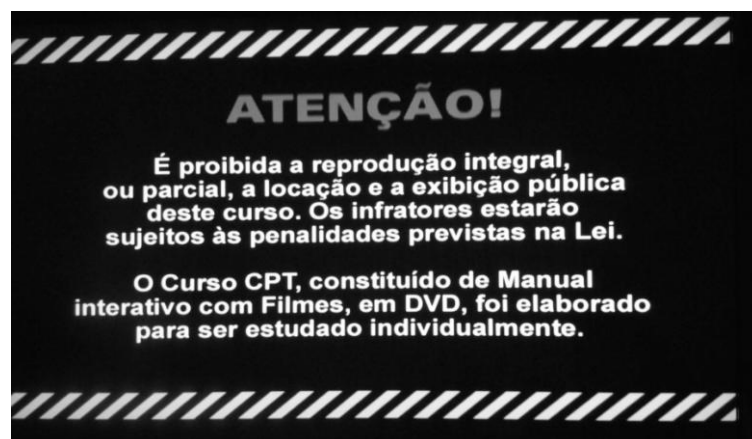 ATENÇÃO!
É proibida a reprodução integral,
ou parcial, a locação e a exibição pública
deste curso. Os infratores estarão
sujeitos às penalidades previstas na Lei.
O Curso CPT, constituído de Manual
interativo com Filmes, em DVD, foi elaborado
para ser estudado individualmente.